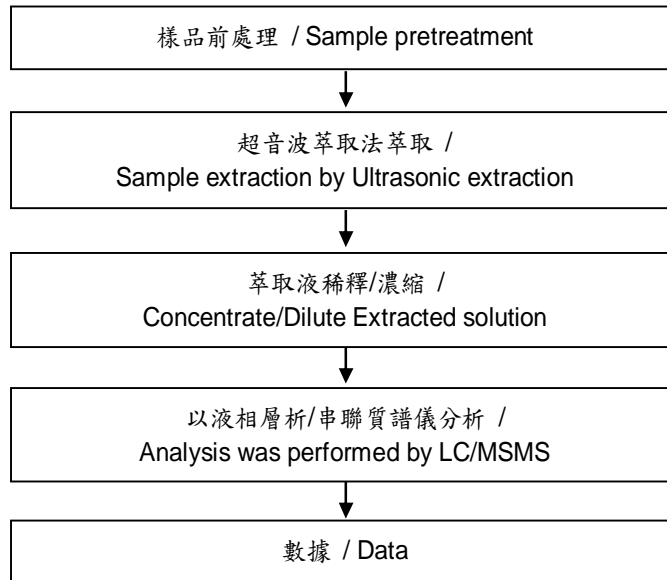 樣品前處理 / Sample pretreatment
超音波萃取法萃取 /
Sample extraction by Ultrasonic extraction
萃取液稀釋/濃縮 /
Concentrate/Dilute Extracted solution
以液相層析/串聯質譜儀分析 /
Analysis was performed by LC/MSMS
數據 / Data